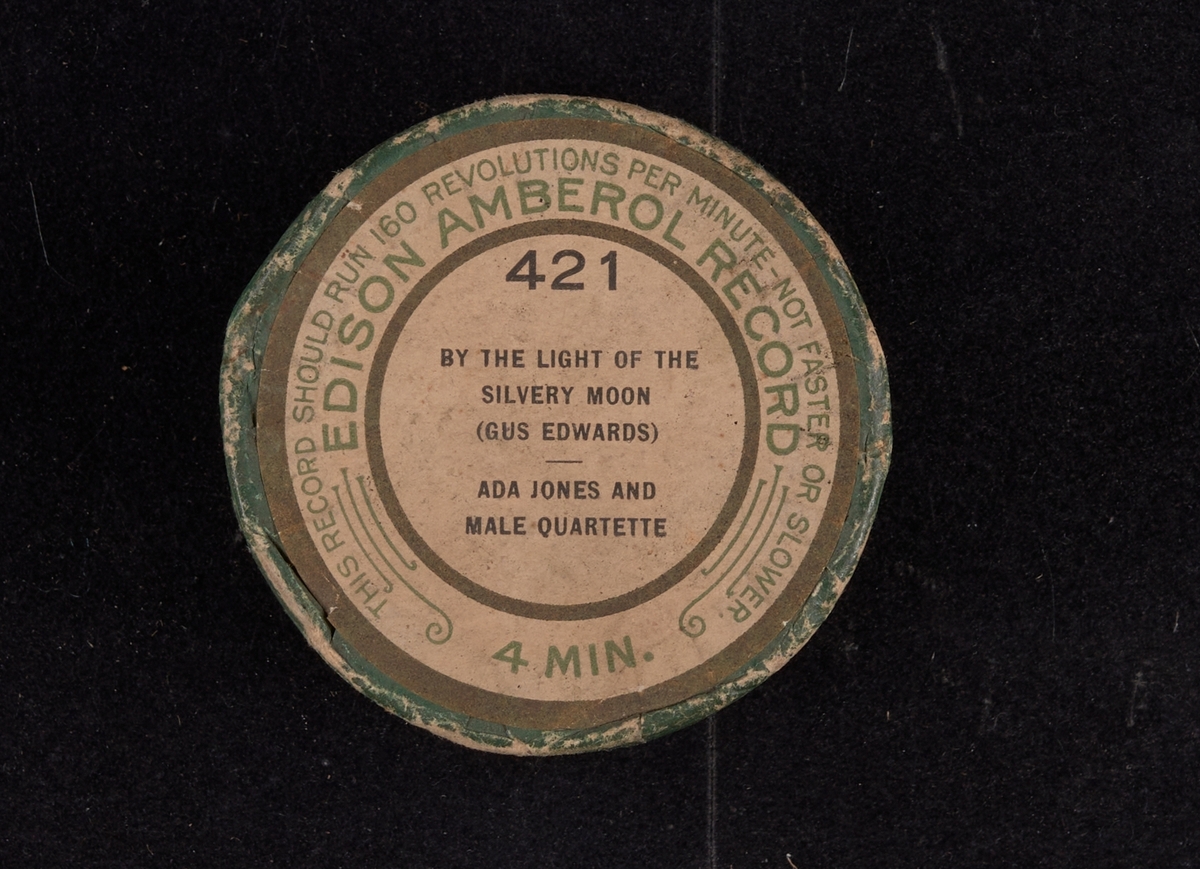 THIS RECORD SHOULD RUN 160 REVOLUTIONS PER MINUTE-NOT FASTER OR SLOWER.
EDISON AMBEROL RECORD
421
BY THE LIGHT OF THE
SILVERY MOON
(GUS EDWARDS)
ADA JONES AND
MALE QUARTETTE
4 MIN.